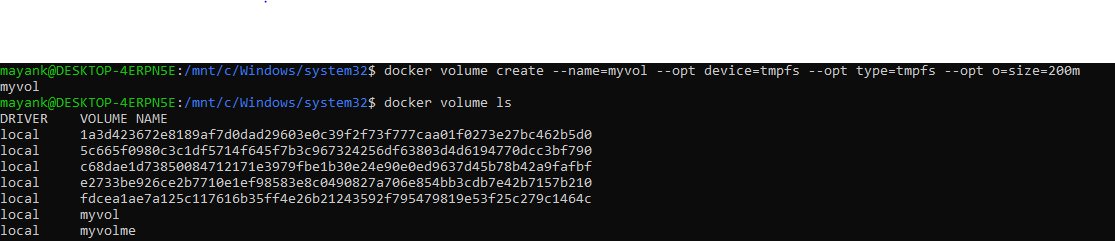 mayank@DESKTOP-4ERPN5E:/mnt/c/Windows/system32$ docker volume create --name=myvol --opt device=tmpfs --opt type=tmpfs --opt o=size=200m
myvol
mayank@DESKTOP-4ERPN5E:/mnt/c/Windows/system32$ docker volume ls
DRIVER    VOLUME NAME
local     1a3d423672e8189af7d0dad29603e0c39f2f73f777caa01f0273e27bc462b5d0
local     5c665f0980c3c1df5714f645f7b3c967324256df63803d4d6194770dcc3bf790
local     c68dae1d73850084712171e3979fbe1b30e24e90e0ed9637d45b78b42a9fafbf
local     e2733be926ce2b7710e1ef98583e8c0490827a706e854bb3cdb7e42b7157b210
local     fdcea1ae7a125c117616b35ff4e26b21243592f795479819e53f25c279c1464c
local     myvol
local     myvolme